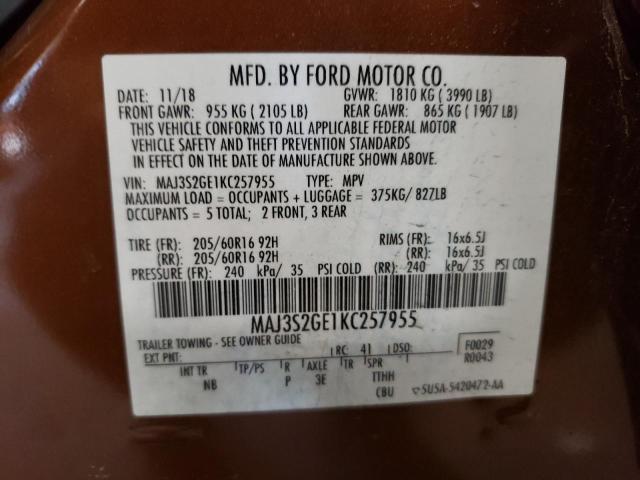 MFD. BY FORD MOTOR CO.
DATE: 11/18 GVWR: 1810 KG ( 3990 LB)
FRONT GAWR: 955 KG ( 2105 LB) REAR GAWR: 865 KG ( 1907 LB)
THIS VEHICLE CONFORMS TO ALL APPLICABLE FEDERAL MOTOR
VEHICLE SAFETY AND THEFT PREVENTION STANDARDS
IN EFFECT ON THE DATE OF MANUFACTURE SHOWN ABOVE.
VIN: MAJ3S2GE1KC257955 TYPE: MPV
MAXIMUM LOAD = OCCUPANTS + LUGGAGE = 375KG/ 827LB
OCCUPANTS = 5 TOTAL; 2 FRONT, 3 REAR
TIRE (FR): 205/60R16 92H RIMS (FR): 16x6.5J
(RR): 205/60R16 92H (RR): 16x6.5J
PRESSURE (FR): 240 kPa/ 35 PSI COLD (RR): 240 kPa/ 35 PSI COLD
MAJ3S2GE1KC257955
TRAILER TOWING - SEE OWNER GUIDE
EXT PNT: RC: 41 DSO: F0029
R0043
INT TR TP/PS R AXLE TR SPR
NB P 3E TTHH
CBU 5U5A-5420472-AA